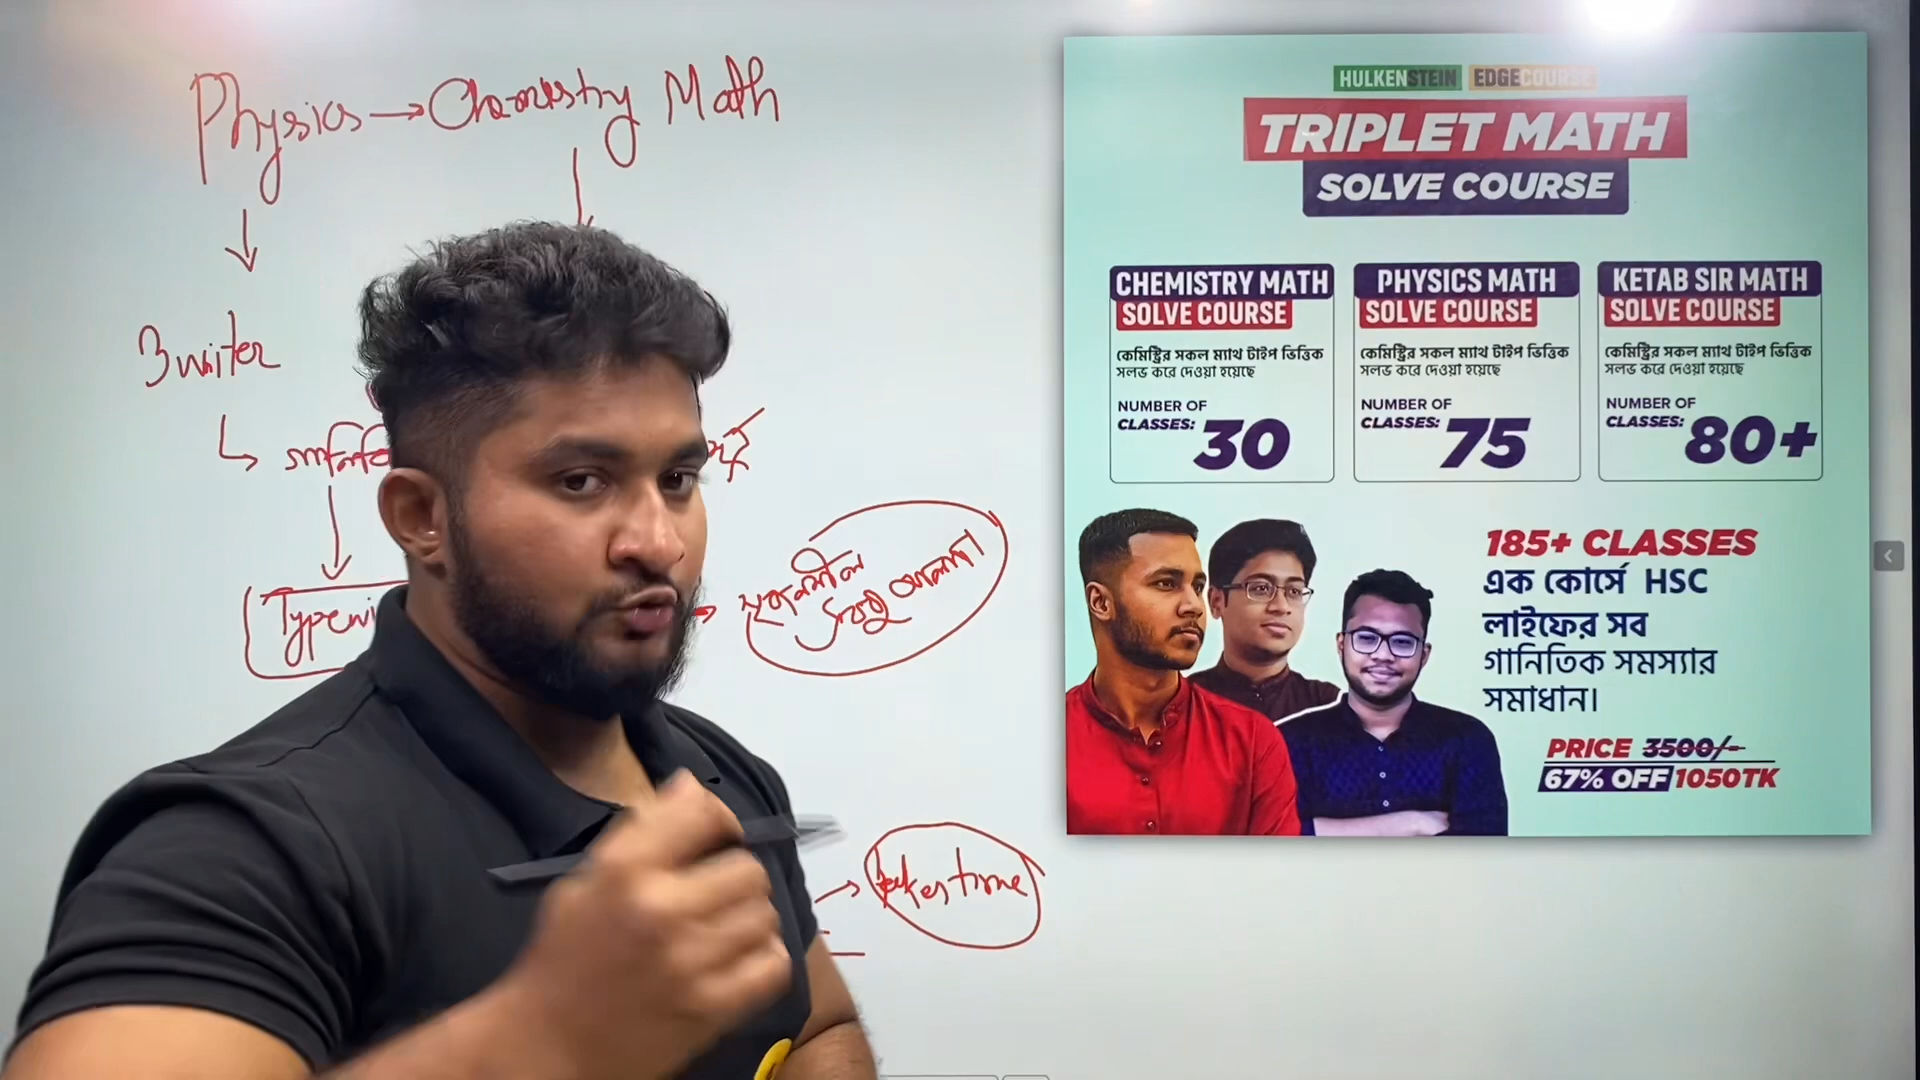 Physics → Chemistry Math
3 writer
Typewi
সৃজনশীল
HULKENSTEIN EDGECOURSE
TRIPLET MATH
SOLVE COURSE
CHEMISTRY MATH
SOLVE COURSE
কেমিস্ট্রির সকল ম্যাথ টাইপ ভিত্তিক
সলভ করে দেওয়া হয়েছে
NUMBER OF
CLASSES: 30
PHYSICS MATH
SOLVE COURSE
কেমিস্ট্রির সকল ম্যাথ টাইপ ভিত্তিক
সলভ করে দেওয়া হয়েছে
NUMBER OF
CLASSES: 75
KETAB SIR MATH
SOLVE COURSE
কেমিস্ট্রির সকল ম্যাথ টাইপ ভিত্তিক
সলভ করে দেওয়া হয়েছে
NUMBER OF
CLASSES: 80+
185+ CLASSES
এক কোর্সে HSC
লাইফের সব
গানিতিক সমস্যার
সমাধান।
PRICE 3500/-
67% OFF 1050TK